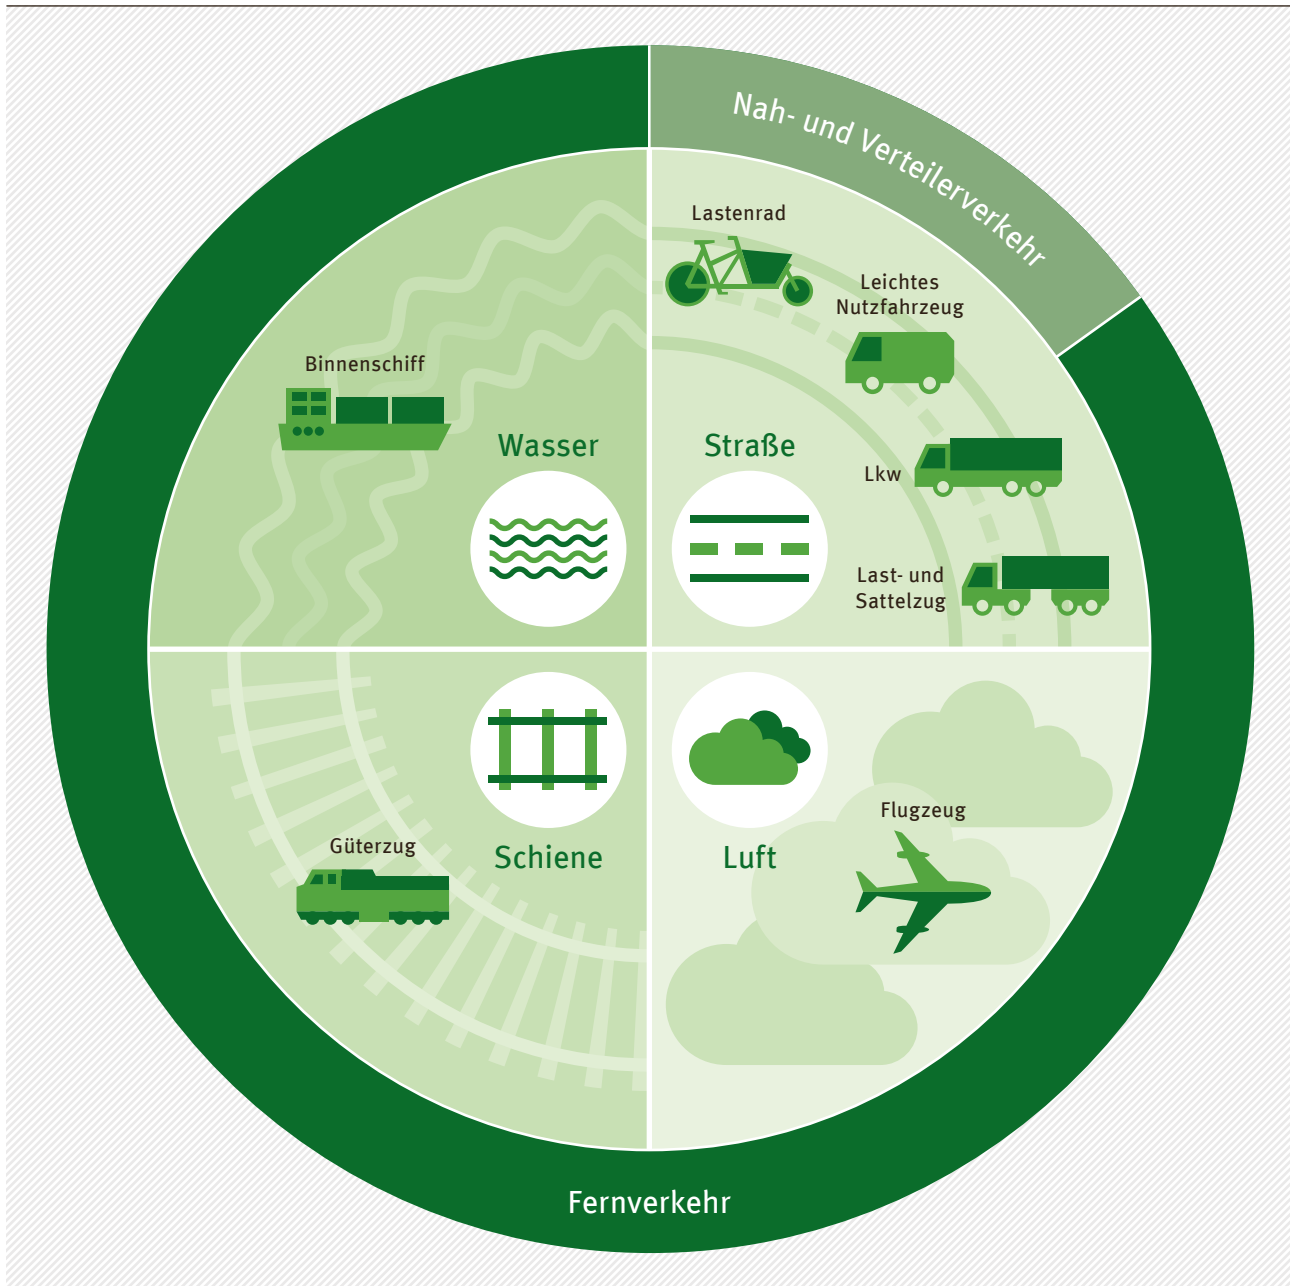 Nah- und Verteilerverkehr
Lastenrad
Leichtes
Nutzfahrzeug
Binnenschiff
Wasser
Straße
Lkw
Last- und
Sattelzug
Güterzug
Schiene
Luft
Flugzeug
Fernverkehr